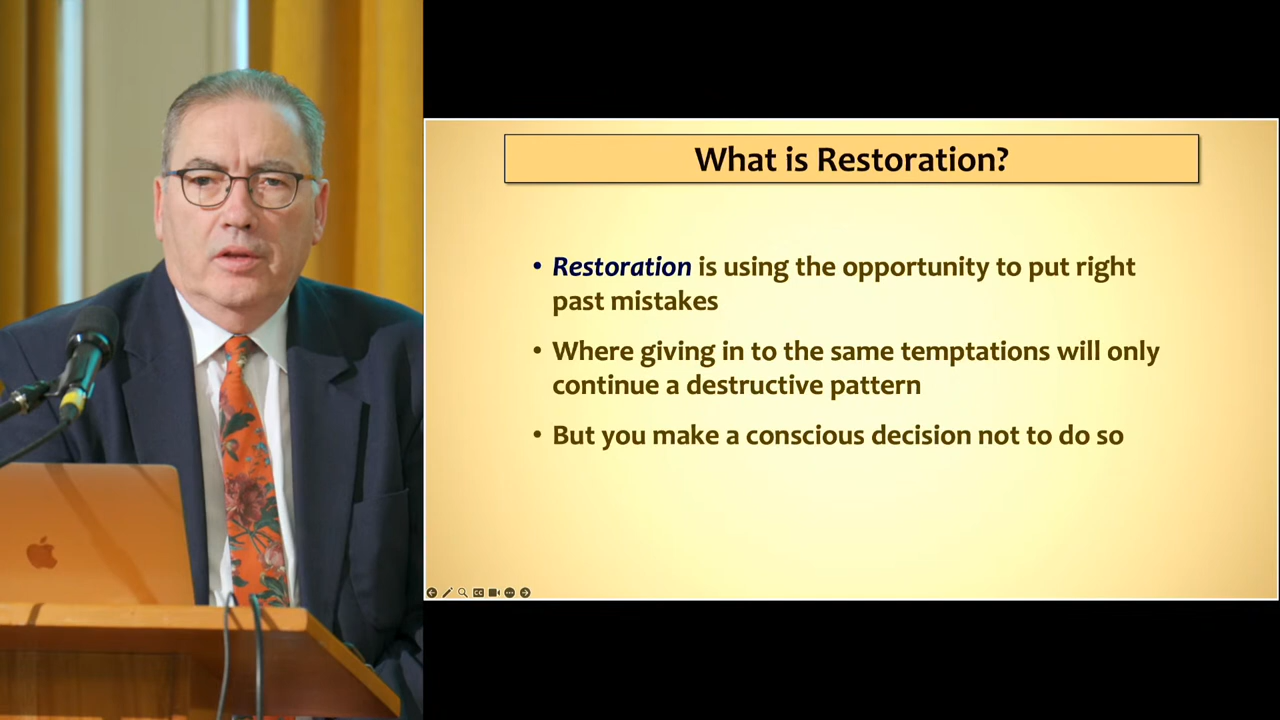 What is Restoration?
• Restoration is using the opportunity to put right
past mistakes
• Where giving in to the same temptations will only
continue a destructive pattern
• But you make a conscious decision not to do so
CC